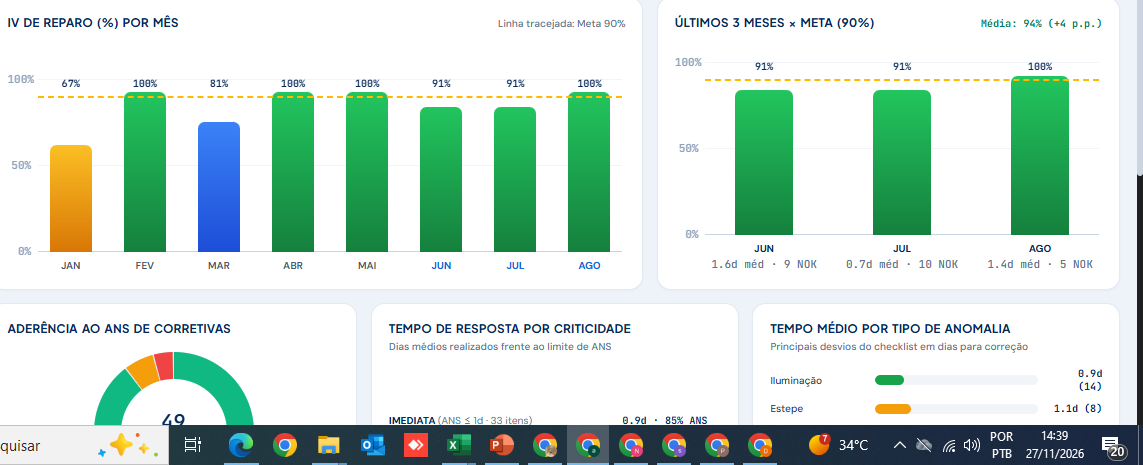 IV DE REPARO (%) POR MÊS
Linha tracejada: Meta 90%
100%
67%
100%
81%
100%
100%
91%
91%
100%
50%
0%
JAN
FEV
MAR
ABR
MAI
JUN
JUL
AGO
ÚLTIMOS 3 MESES × META (90%)
Média: 94% (+4 p.p.)
100%
91%
91%
100%
50%
0%
JUN
JUL
AGO
1.6d méd · 9 NOK
0.7d méd · 10 NOK
1.4d méd · 5 NOK
ADERÊNCIA AO ANS DE CORRETIVAS
49
TEMPO DE RESPOSTA POR CRITICIDADE
Dias médios realizados frente ao limite de ANS
IMEDIATA (ANS ≤ 1d · 33 itens)
0.9d · 85% ANS
TEMPO MÉDIO POR TIPO DE ANOMALIA
Principais desvios do checklist em dias para correção
Iluminação
0.9d
(14)
Estepe
1.1d (8)
quisar
7
34°C
POR
PTB
14:39
27/11/2026
20